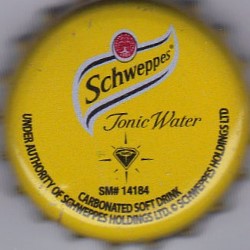 Schweppes
Tonic Water
SM# 14184
CARBONATED SOFT DRINK
UNDER AUTHORITY OF SCHWEPPES HOLDINGS LTD. © SCHWEPPES HOLDINGS LTD